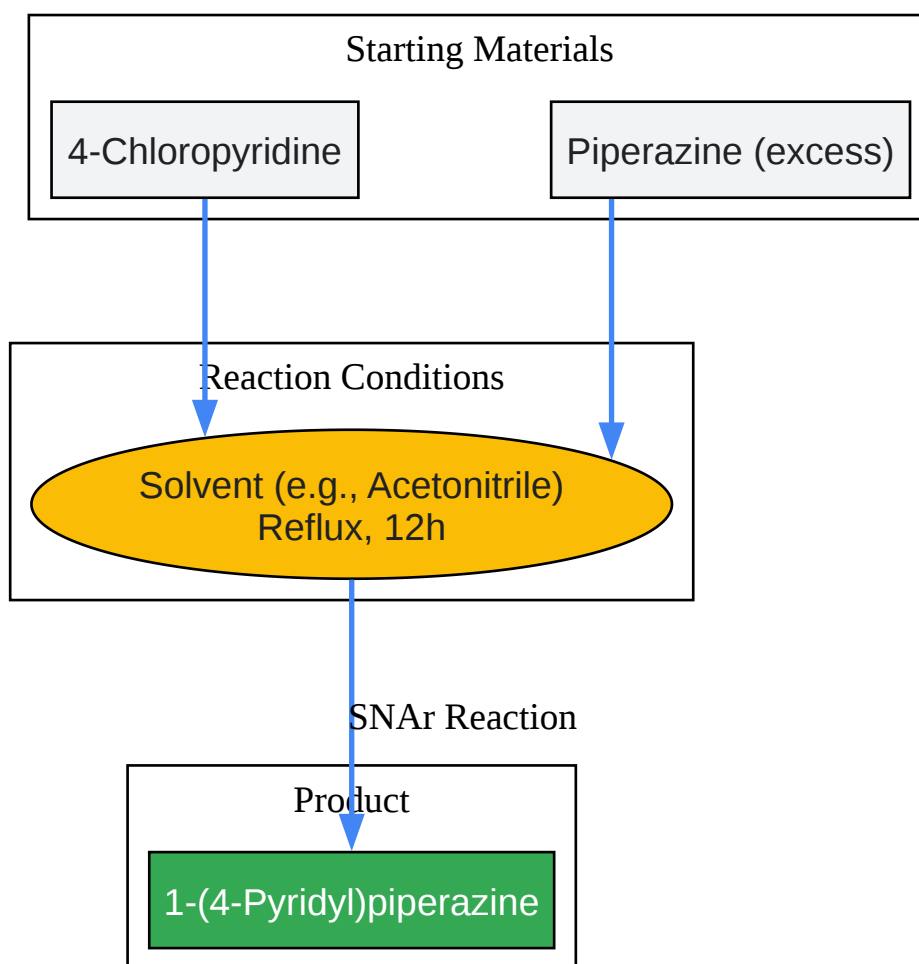 Starting Materials
4-Chloropyridine
Piperazine (excess)
Reaction Conditions
Solvent (e.g., Acetonitrile)
Reflux, 12h
SNAr Reaction
Product
1-(4-Pyridyl)piperazine